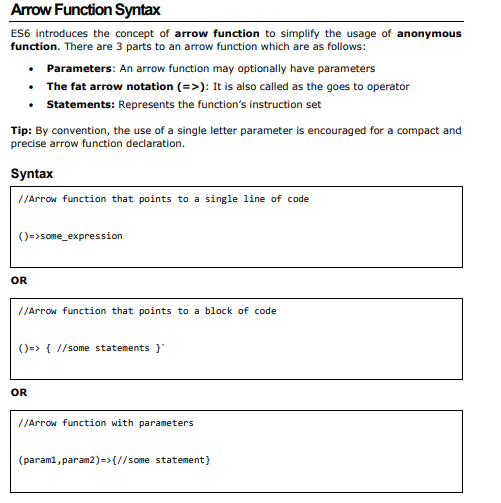 Arrow Function Syntax
ES6 introduces the concept of arrow function to simplify the usage of anonymous
function. There are 3 parts to an arrow function which are as follows:
• Parameters: An arrow function may optionally have parameters
• The fat arrow notation (=>): It is also called as the goes to operator
• Statements: Represents the function's instruction set
Tip: By convention, the use of a single letter parameter is encouraged for a compact and
precise arrow function declaration.
Syntax
//Arrow function that points to a single line of code
()=>some_expression
OR
//Arrow function that points to a block of code
()=> { //some statements }`
OR
//Arrow function with parameters
(param1,param2)=>{//some statement}